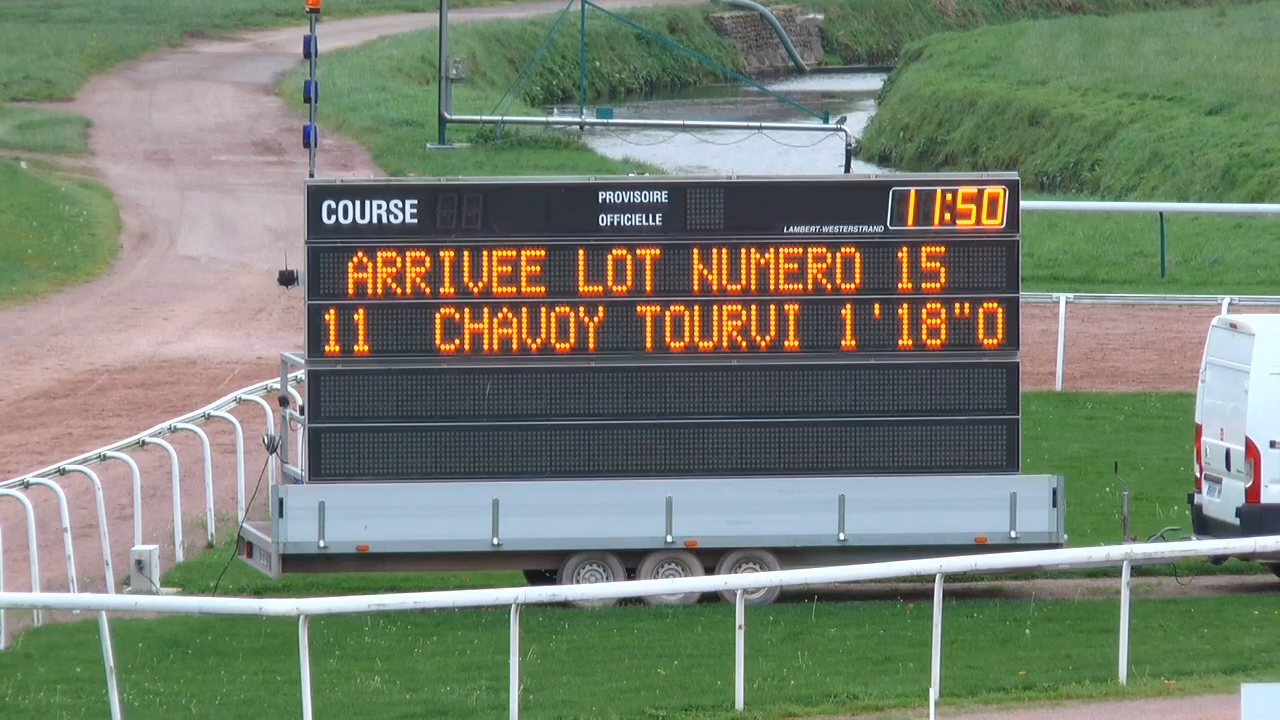 COURSE
PROVISOIRE
OFFICIELLE
LAMBERT-WESTERSTRAND
11:50
ARRIVEE LOT NUMERO 15
11 CHAVOY TOURVI 1'18"0